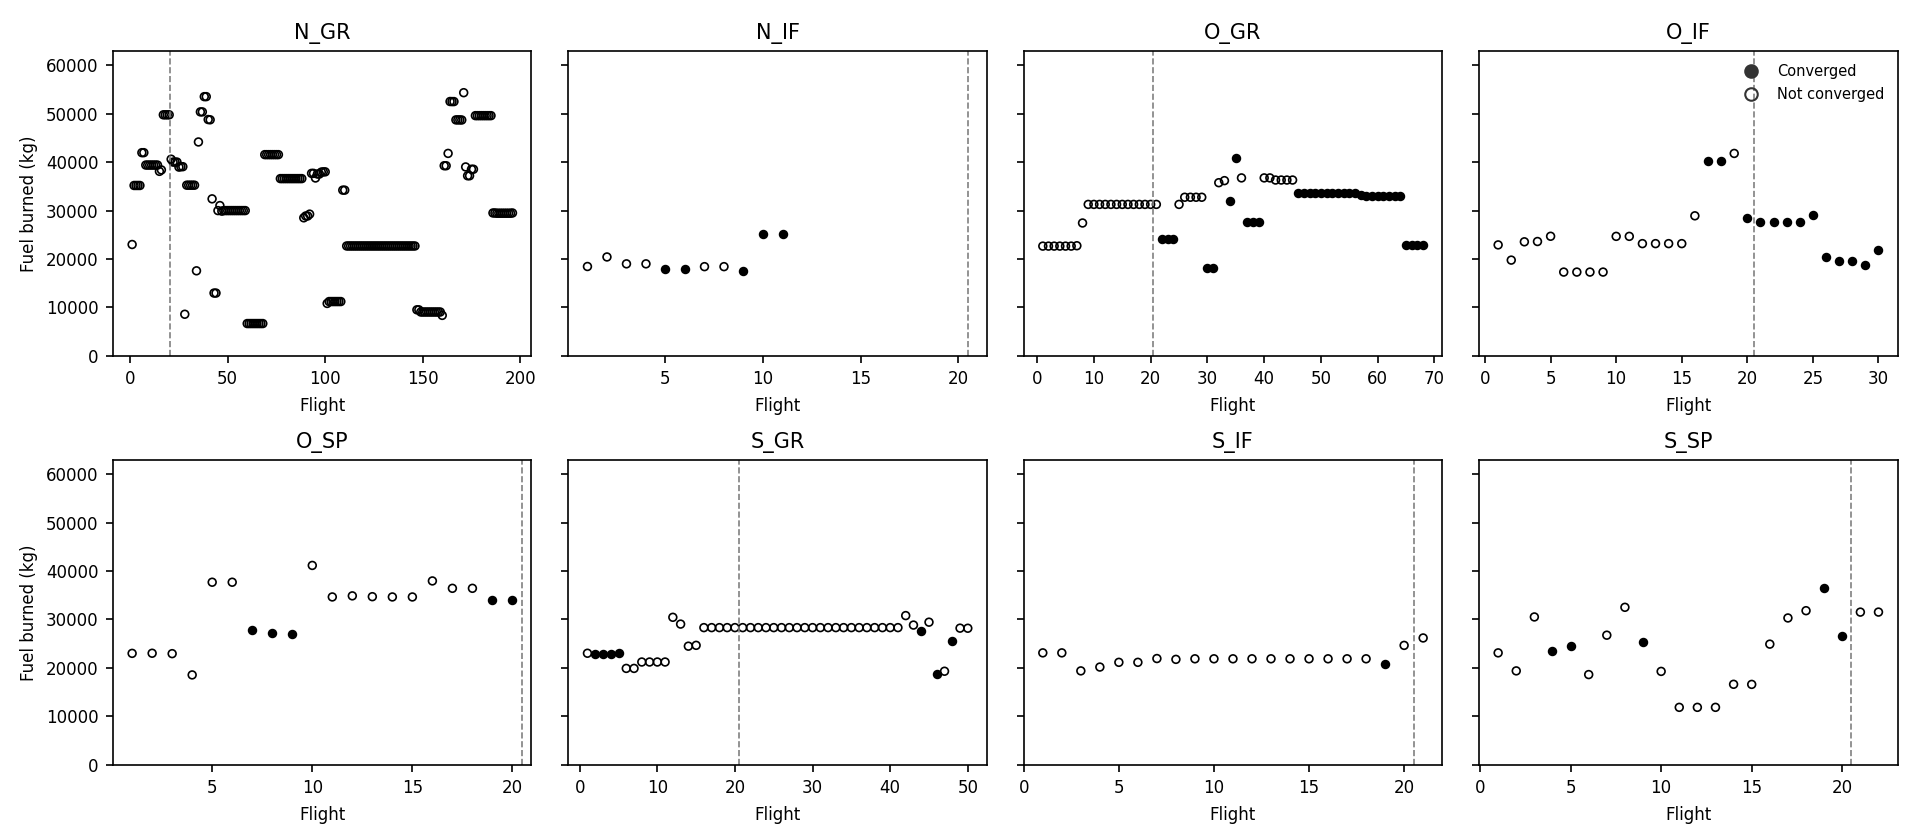 N_GR
N_IF
O_GR
O_IF
Fuel burned (kg)
60000
50000
40000
30000
20000
10000
0
Converged
Not converged
0 50 100 150 200
5 10 15 20
0 10 20 30 40 50 60 70
0 5 10 15 20 25 30
Flight
Flight
Flight
Flight
O_SP
S_GR
S_IF
S_SP
Fuel burned (kg)
60000
50000
40000
30000
20000
10000
0
5 10 15 20
0 10 20 30 40 50
0 5 10 15 20
0 5 10 15 20
Flight
Flight
Flight
Flight